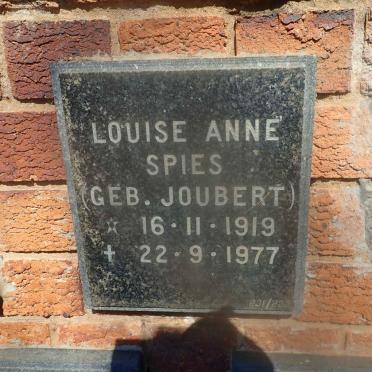 LOUISE ANNE
SPIES
(GEB. JOUBERT)
☆ 16·11·1919
✝ 22·9·1977